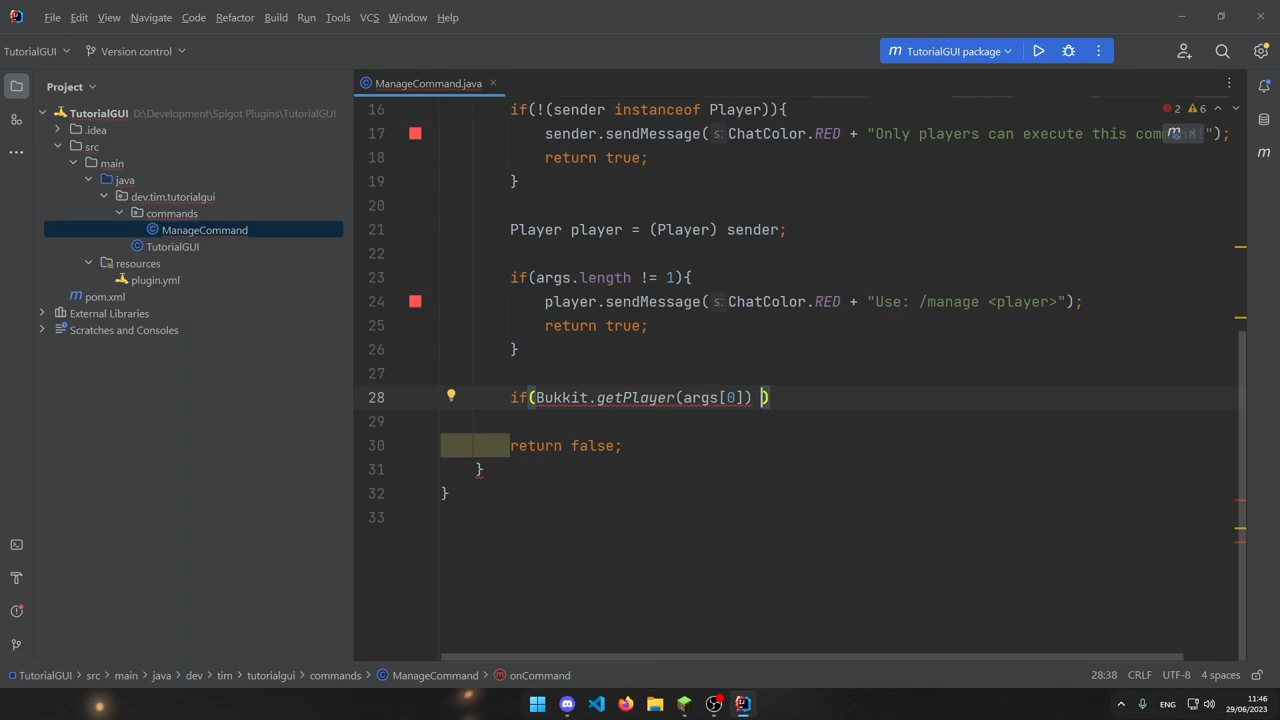 File Edit View Navigate Code Refactor Build Run Tools VCS Window Help
TutorialGUI Version control TutorialGUI package
Project
ManageCommand.java
TutorialGUI D:\Development\Spigot Plugins\TutorialGUI
.idea
src
main
java
dev.tim.tutorialgui
commands
ManageCommand
TutorialGUI
resources
plugin.yml
pom.xml
External Libraries
Scratches and Consoles
2 6
16 if(!(sender instanceof Player)){
17 sender.sendMessage( s: ChatColor.RED + "Only players can execute this com");
18 return true;
19 }
20
21 Player player = (Player) sender;
22
23 if(args.length != 1){
24 player.sendMessage( s: ChatColor.RED + "Use: /manage <player>");
25 return true;
26 }
27
28 if(Bukkit.getPlayer(args[0]) )
29
30 return false;
31 }
32 }
33
TutorialGUI > src > main > java > dev > tim > tutorialgui > commands > ManageCommand > onCommand 28:38 CRLF UTF-8 4 spaces
ENG 11:46
29/06/2023